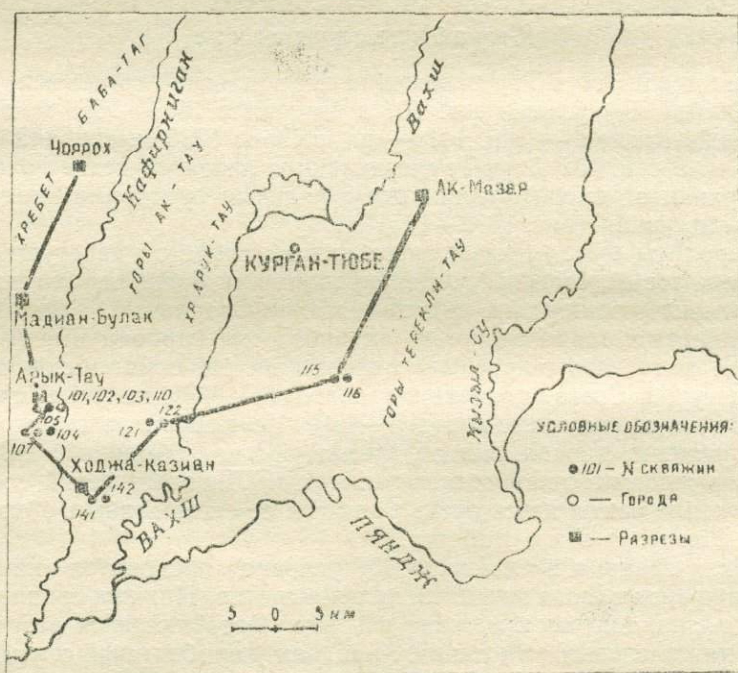 ХРЕБЕТ БАБА-ТАГ
Чоррох
Кафирниган
ГОРЫ АК-ТАУ
ХР. АРУК-ТАУ
Вахш
АК-Мазар
КУРГАН-ТЮБЕ
Мадиан-Булак
ГОРЫ ТЕРЕКЛИ-ТАУ
Кызыл-Су
Арык-Тау
101, 102, 103, 110
105
104
107
115
116
121
122
Ходжа-Казиан
141
142
ВАХШ
ПЯНДЖ
УСЛОВНЫЕ ОБОЗНАЧЕНИЯ:
101 - N СКВАЖИН
— Города
— Разрезы
5 0 5 км